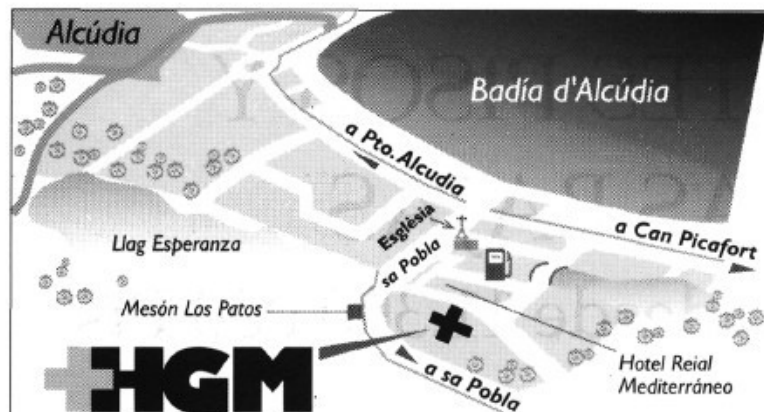 Alcúdia
Badía d'Alcúdia
a Pto. Alcudia
Església
a Can Picafort
Llag Esperanza
sa Pobla
Mesón Los Patos
HGM
a sa Pobla
Hotel Reial
Mediterráneo